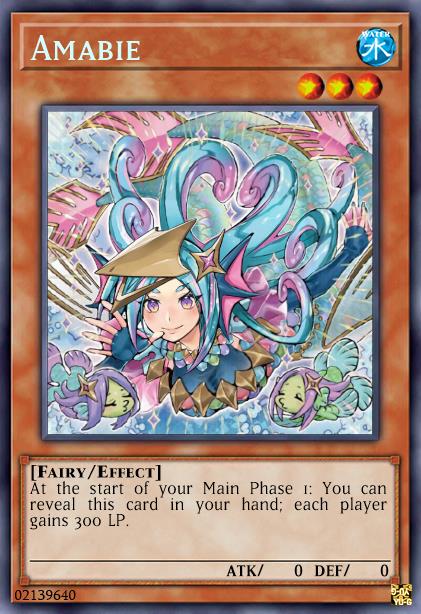 AMABIE
WATER
水
[FAIRY/EFFECT]
At the start of your Main Phase 1: You can
reveal this card in your hand; each player
gains 300 LP.
ATK/ 0 DEF/ 0
02139640